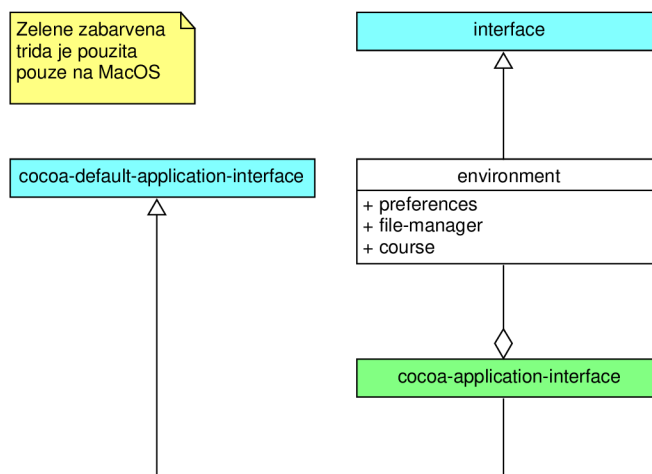 Zelene zabarvena
trida je pouzita
pouze na MacOS
interface
cocoa-default-application-interface
environment
+ preferences
+ file-manager
+ course
cocoa-application-interface